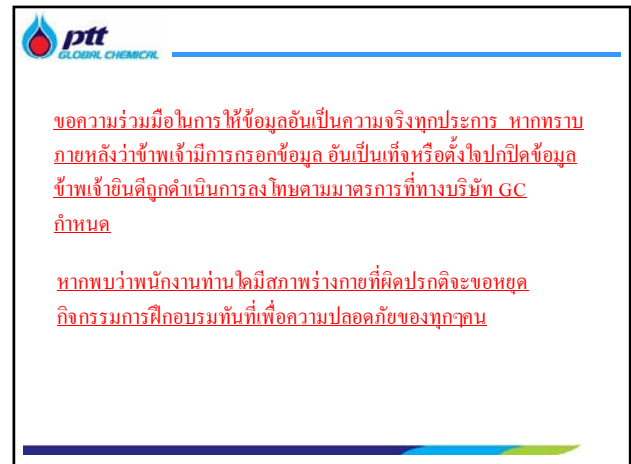 ptt
GLOBAL CHEMICAL
ขอความร่วมมือในการให้ข้อมูลอันเป็นความจริงทุกประการ หากทราบ
ภายหลังว่าข้าพเจ้ามีการกรอกข้อมูล อันเป็นเท็จหรือตั้งใจปกปิดข้อมูล
ข้าพเจ้ายินดีถูกดำเนินการลงโทษตามมาตรการที่ทางบริษัท GC
กำหนด
หากพบว่าพนักงานท่านใดมีสภาพร่างกายที่ผิดปรกติจะขอหยุด
กิจกรรมการฝึกอบรมทันทีเพื่อความปลอดภัยของทุกๆคน